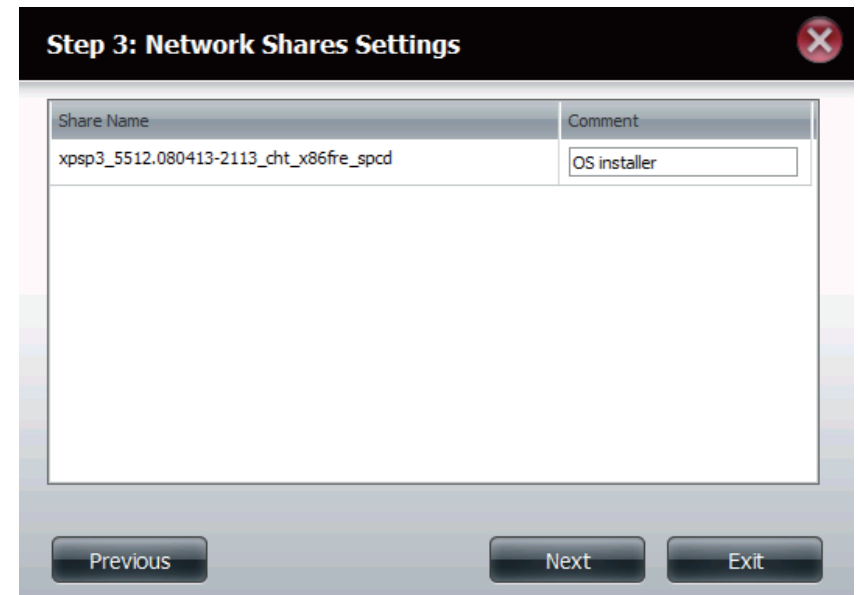 Step 3: Network Shares Settings
Share Name Comment
xpsp3_5512.080413-2113_cht_x86fre_spcd OS installer
Previous Next Exit